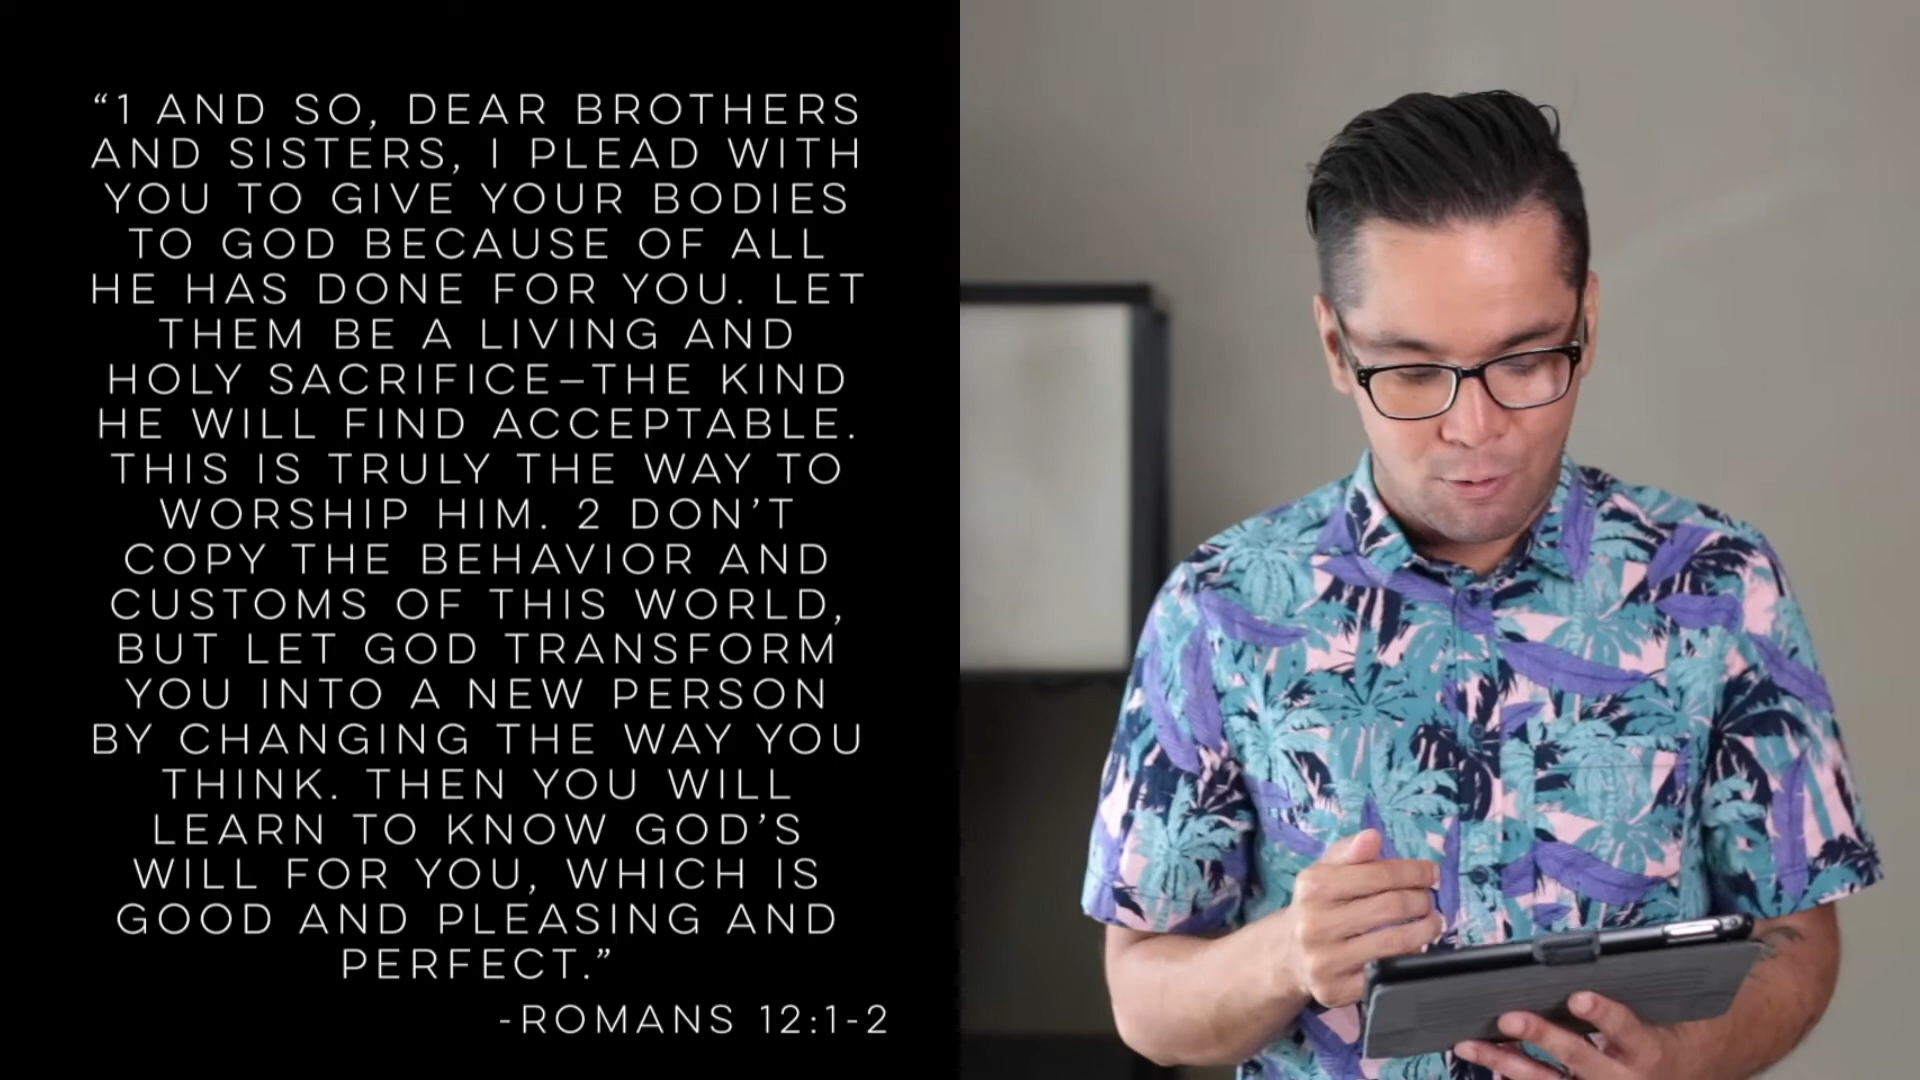 “1 AND SO, DEAR BROTHERS
AND SISTERS, I PLEAD WITH
YOU TO GIVE YOUR BODIES
TO GOD BECAUSE OF ALL
HE HAS DONE FOR YOU. LET
THEM BE A LIVING AND
HOLY SACRIFICE—THE KIND
HE WILL FIND ACCEPTABLE.
THIS IS TRULY THE WAY TO
WORSHIP HIM. 2 DON’T
COPY THE BEHAVIOR AND
CUSTOMS OF THIS WORLD,
BUT LET GOD TRANSFORM
YOU INTO A NEW PERSON
BY CHANGING THE WAY YOU
THINK. THEN YOU WILL
LEARN TO KNOW GOD’S
WILL FOR YOU, WHICH IS
GOOD AND PLEASING AND
PERFECT.”
-ROMANS 12:1-2